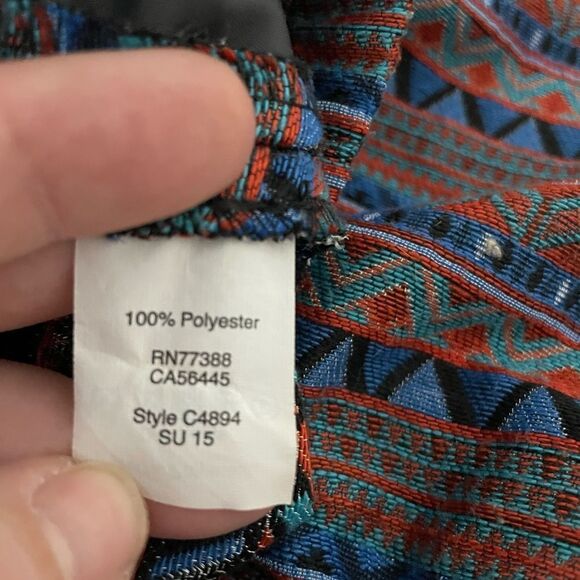 100% Polyester
RN77388
CA56445
Style C4894
SU 15